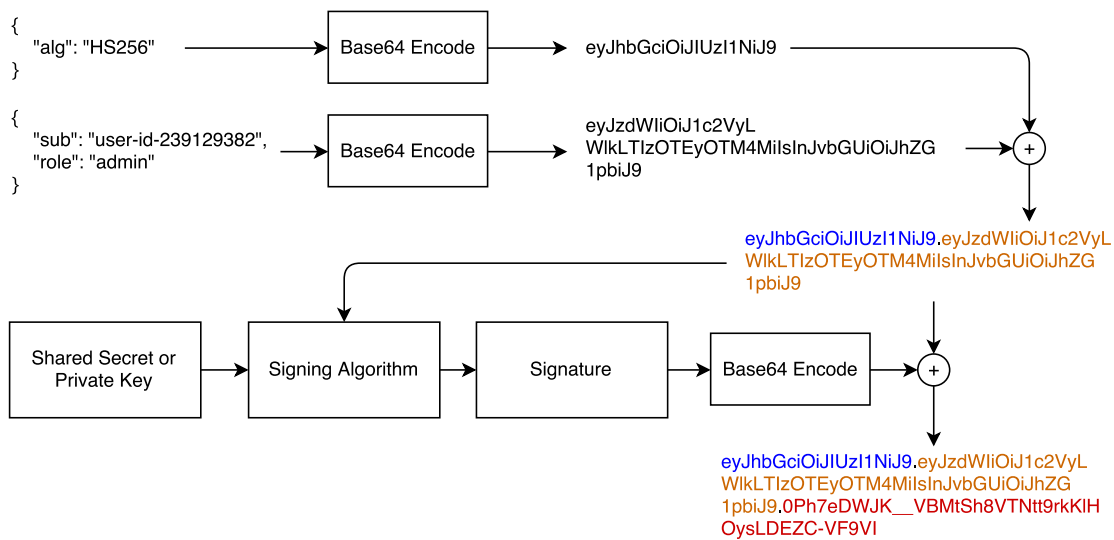 {
"alg": "HS256"
}
Base64 Encode
eyJhbGciOiJIUzI1NiJ9
{
"sub": "user-id-239129382",
"role": "admin"
}
Base64 Encode
eyJzdWIiOiJ1c2VyL
WlkLTIzOTEyOTM4MiIsInJvbGUiOiJhZG
1pbiJ9
+
eyJhbGciOiJIUzI1NiJ9.eyJzdWIiOiJ1c2VyL
WlkLTIzOTEyOTM4MiIsInJvbGUiOiJhZG
1pbiJ9
Shared Secret or
Private Key
Signing Algorithm
Signature
Base64 Encode
+
eyJhbGciOiJIUzI1NiJ9.eyJzdWIiOiJ1c2VyL
WlkLTIzOTEyOTM4MiIsInJvbGUiOiJhZG
1pbiJ9.0Ph7eDWJK__VBMtSh8VTNtt9rkKlH
OysLDEZC-VF9VI